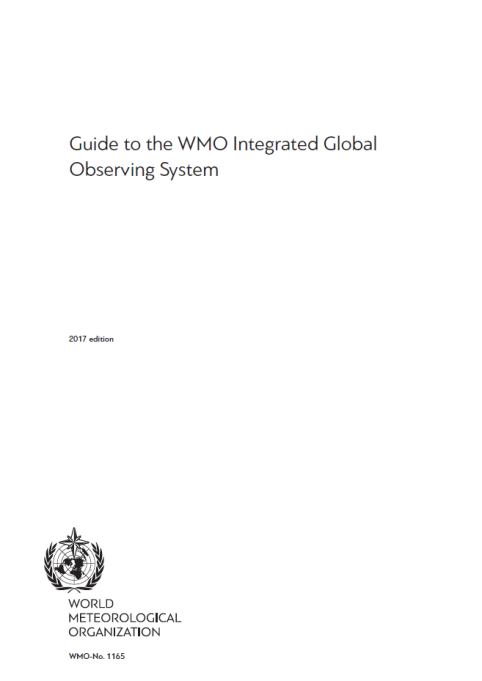 Guide to the WMO Integrated Global
Observing System
2017 edition
WORLD
METEOROLOGICAL
ORGANIZATION
WMO-No. 1165